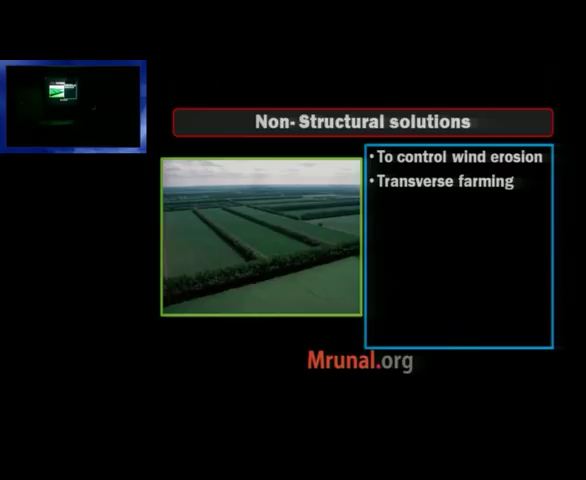 Non-Structural solutions
• To control wind erosion
• Transverse farming
Mrunal.org